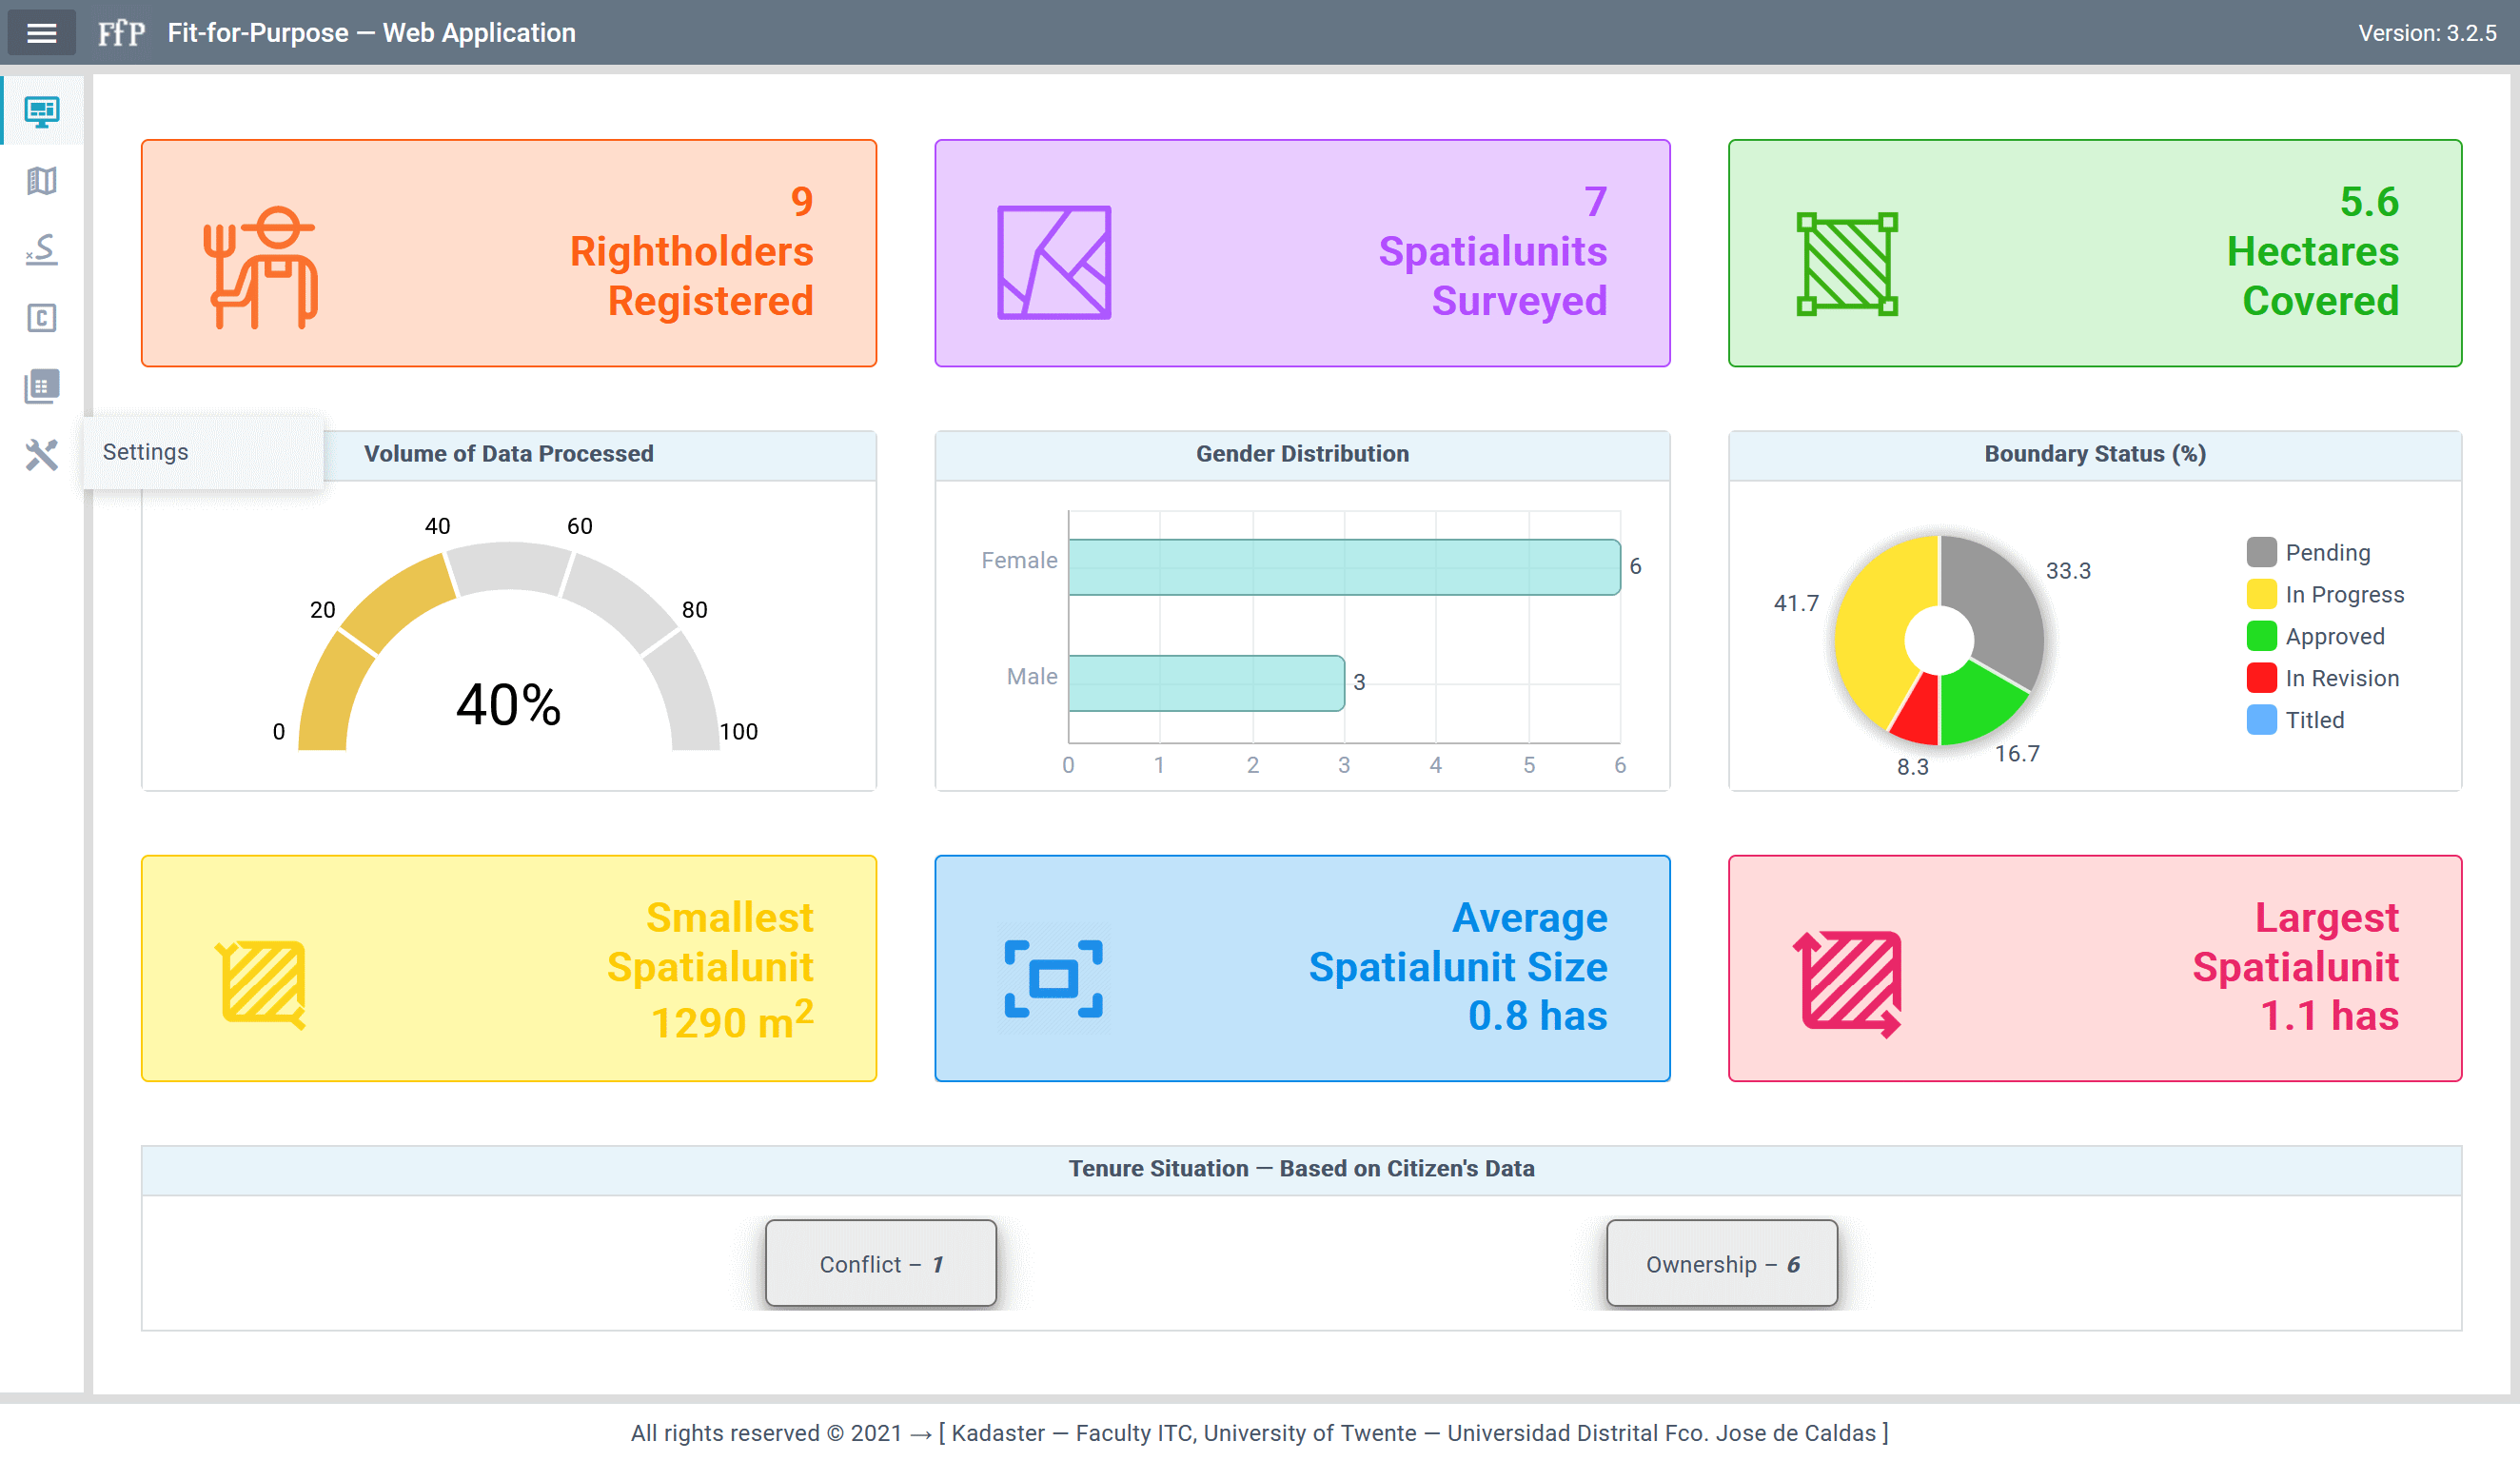 FfP Fit-for-Purpose — Web Application
Version: 3.2.5
9
Rightholders
Registered
7
Spatialunits
Surveyed
5.6
Hectares
Covered
C
Settings
Volume of Data Processed
0
20
40
60
80
100
40%
Gender Distribution
Female
6
Male
3
0 1 2 3 4 5 6
Boundary Status (%)
33.3
41.7
16.7
8.3
Pending
In Progress
Approved
In Revision
Titled
Smallest
Spatialunit
1290 m²
Average
Spatialunit Size
0.8 has
Largest
Spatialunit
1.1 has
Tenure Situation — Based on Citizen's Data
Conflict – 1
Ownership – 6
All rights reserved © 2021 → [ Kadaster — Faculty ITC, University of Twente — Universidad Distrital Fco. Jose de Caldas ]